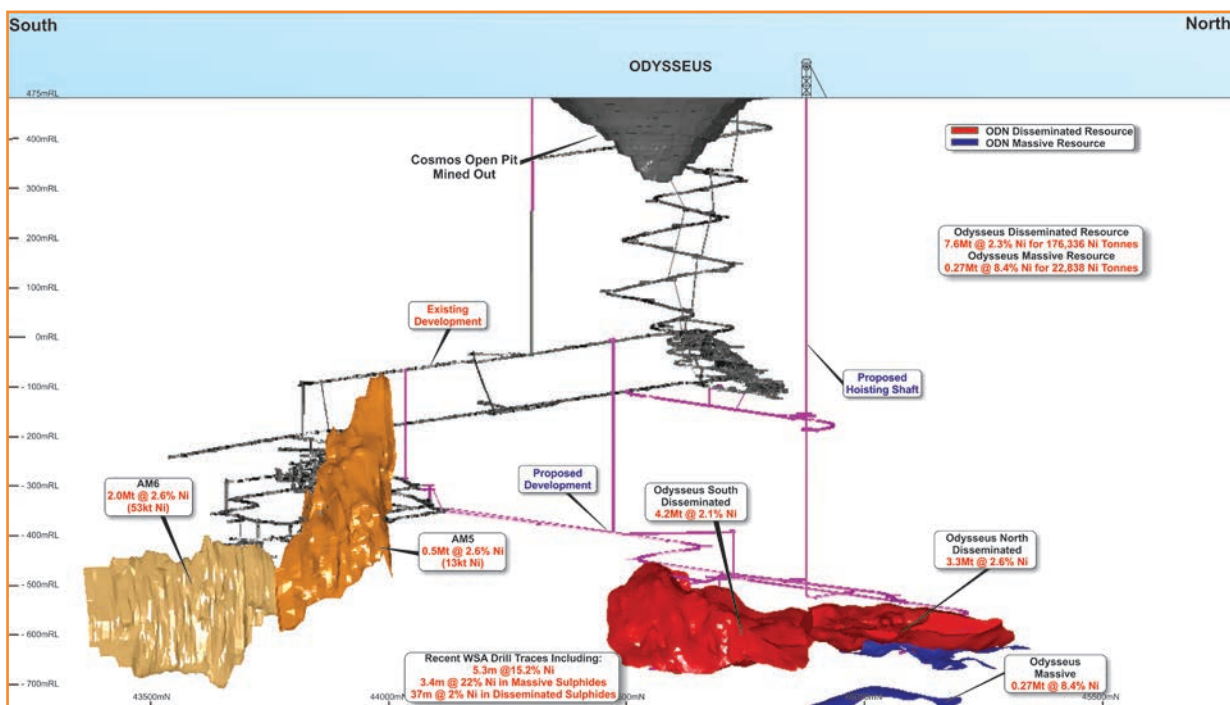 South
North
ODYSSEUS
475mRL
400mRL
300mRL
200mRL
100mRL
0mRL
- 100mRL
- 200mRL
- 300mRL
- 400mRL
- 500mRL
- 600mRL
- 700mRL
Cosmos Open Pit
Mined Out
ODN Disseminated Resource
ODN Massive Resource
Odysseus Disseminated Resource
7.6Mt @ 2.3% Ni for 176,336 Ni Tonnes
Odysseus Massive Resource
0.27Mt @ 8.4% Ni for 22,838 Ni Tonnes
Existing
Development
Proposed
Hoisting Shaft
AM6
2.0Mt @ 2.6% Ni
(53kt Ni)
Proposed
Development
Odysseus South
Disseminated
4.2Mt @ 2.1% Ni
AM5
0.5Mt @ 2.6% Ni
(13kt Ni)
Odysseus North
Disseminated
3.3Mt @ 2.6% Ni
Recent WSA Drill Traces Including:
5.3m @15.2% Ni
3.4m @ 22% Ni in Massive Sulphides
37m @ 2% Ni in Disseminated Sulphides
Odysseus
Massive
0.27Mt @ 8.4% Ni
43500mN
44000mN
45500mN